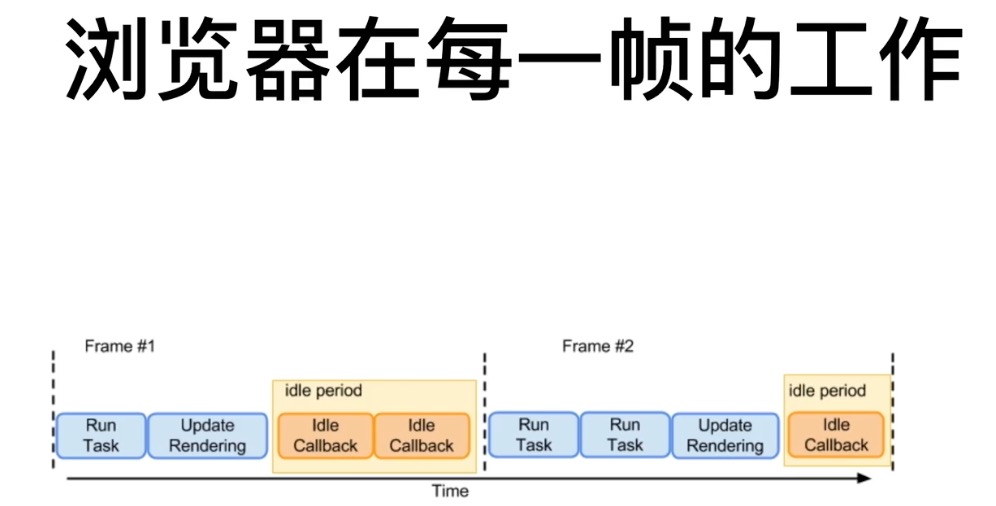 浏览器在每一帧的工作
Frame #1
Frame #2
idle period
idle period
Run
Task
Update
Rendering
Idle
Callback
Idle
Callback
Run
Task
Run
Task
Update
Rendering
Idle
Callback
Time